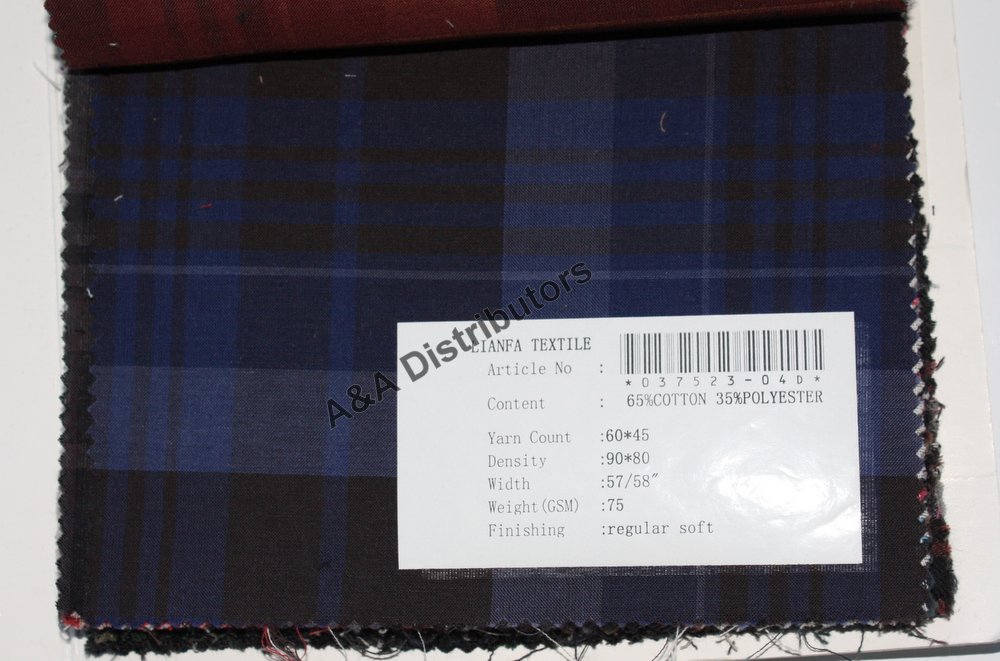 LIANFA TEXTILE
Article No :
*037523-04D*
Content : 65%COTTON 35%POLYESTER
Yarn Count :60*45
Density :90*80
Width :57/58″
Weight(GSM) :75
Finishing :regular soft
A&A Distributors